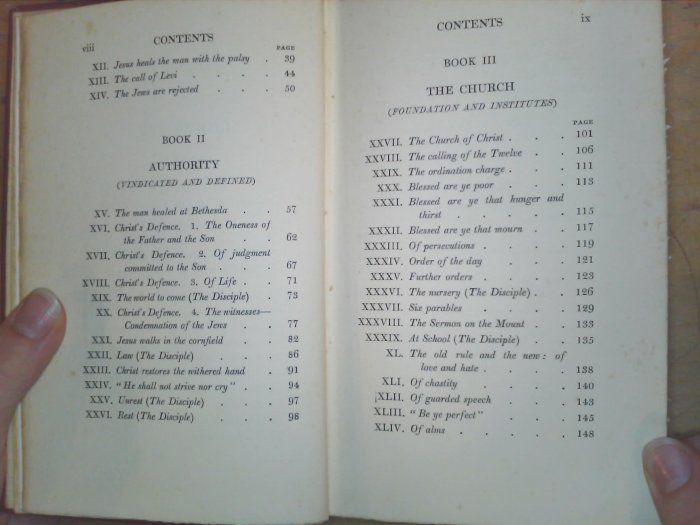 viii CONTENTS
PAGE
XII. Jesus heals the man with the palsy . 39
XIII. The call of Levi . . . . 44
XIV. The Jews are rejected . . . 50
BOOK II
AUTHORITY
(VINDICATED AND DEFINED)
XV. The man healed at Bethesda . . 57
XVI. Christ's Defence. 1. The Oneness of
the Father and the Son . . 62
XVII. Christ's Defence. 2. Of judgment
committed to the Son . . . 67
XVIII. Christ's Defence. 3. Of Life . . 71
XIX. The world to come (The Disciple) . 73
XX. Christ's Defence. 4. The witnesses—
Condemnation of the Jews . . 77
XXI. Jesus walks in the cornfield . . 82
XXII. Law (The Disciple) . . . 86
XXIII. Christ restores the withered hand . 91
XXIV. "He shall not strive nor cry" . . 94
XXV. Unrest (The Disciple) . . . 97
XXVI. Rest (The Disciple) . . . 98
CONTENTS ix
BOOK III
THE CHURCH
(FOUNDATION AND INSTITUTES)
PAGE
XXVII. The Church of Christ . . . 101
XXVIII. The calling of the Twelve . . 106
XXIX. The ordination charge . . . 111
XXX. Blessed are ye poor . . . 113
XXXI. Blessed are ye that hunger and
thirst . . . . . 115
XXXII. Blessed are ye that mourn . . 117
XXXIII. Of persecutions . . . . 119
XXXIV. Order of the day . . . . 121
XXXV. Further orders . . . . 123
XXXVI. The nursery (The Disciple) . . 126
XXXVII. Six parables . . . . 129
XXXVIII. The Sermon on the Mount . . 133
XXXIX. At School (The Disciple) . . 135
XL. The old rule and the new: of
love and hate . . . . 138
XLI. Of chastity . . . . 140
XLII. Of guarded speech . . . 143
XLIII. "Be ye perfect" . . . . 145
XLIV. Of alms . . . . . 148